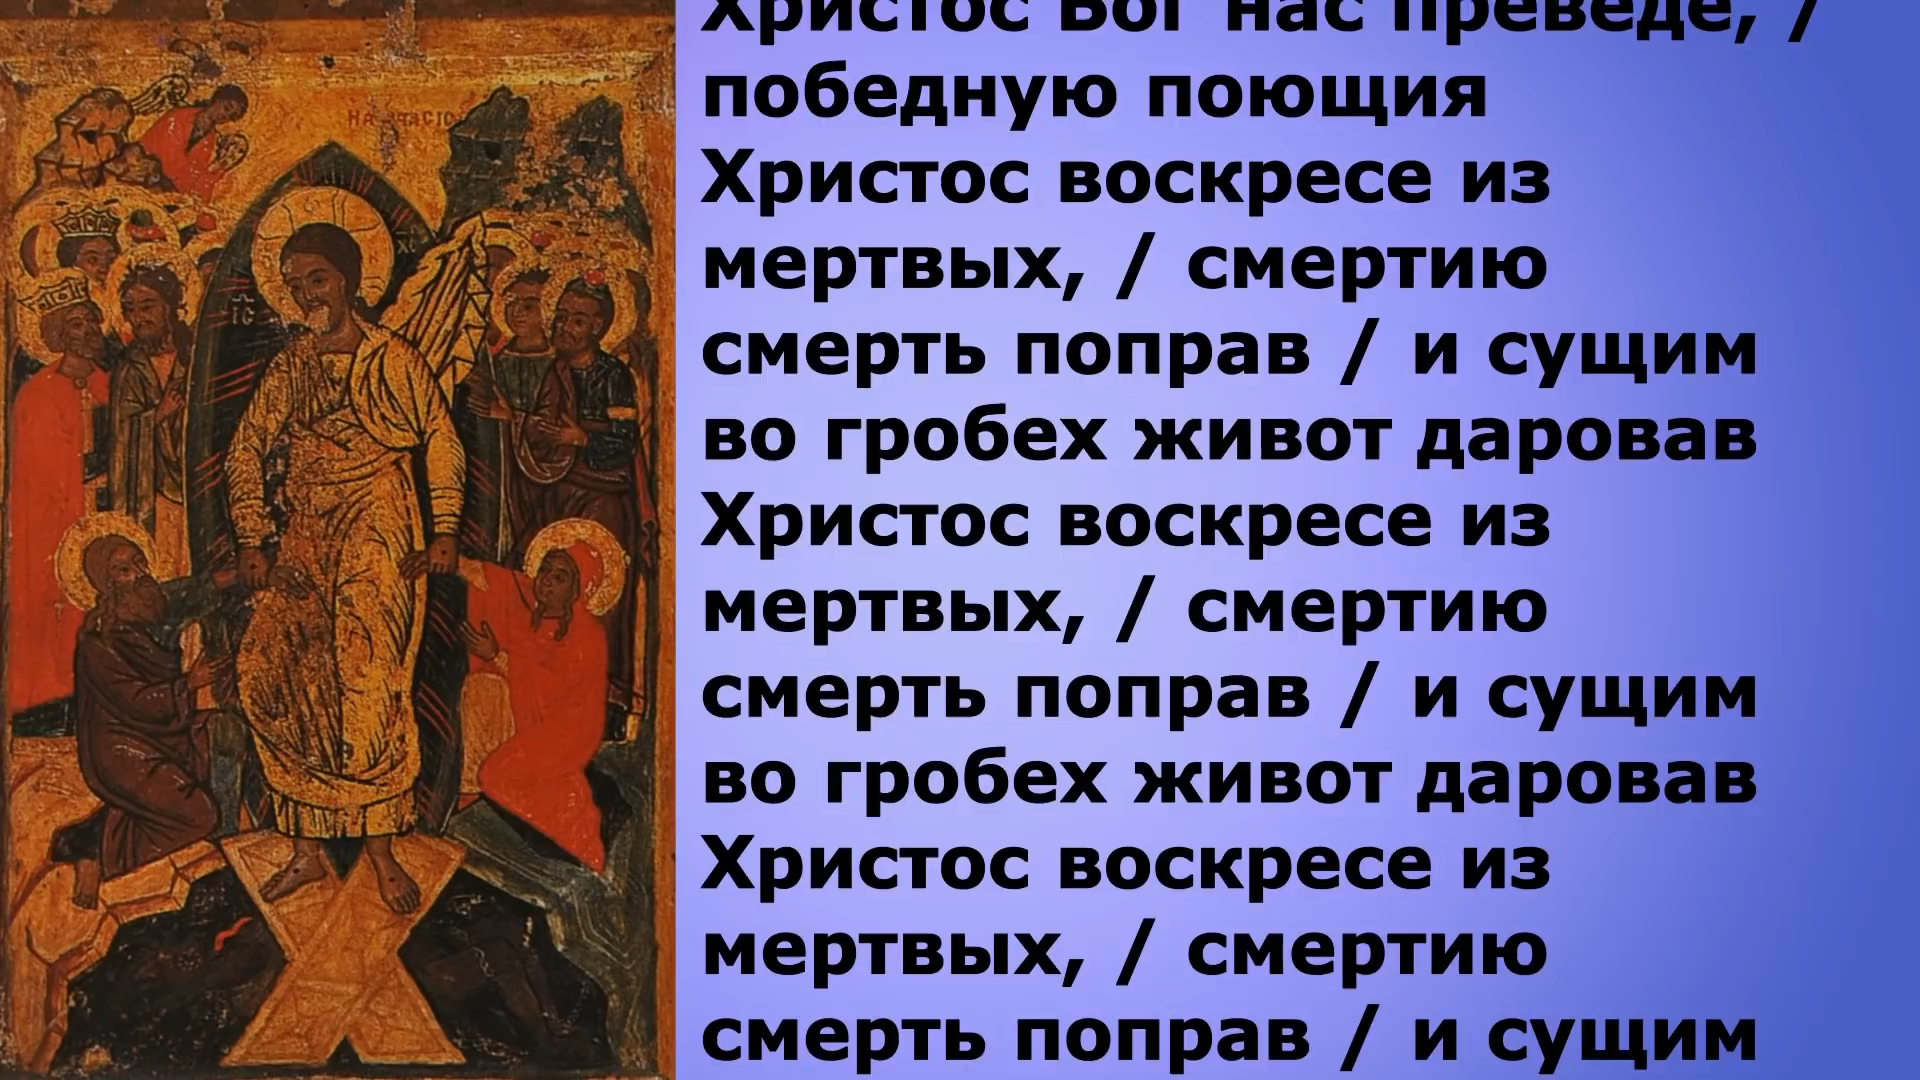 Христос Бог нас преведе, /
победную поющия
Христос воскресе из
мертвых, / смертию
смерть поправ / и сущим
во гробех живот даровав
Христос воскресе из
мертвых, / смертию
смерть поправ / и сущим
во гробех живот даровав
Христос воскресе из
мертвых, / смертию
смерть поправ / и сущим
IC